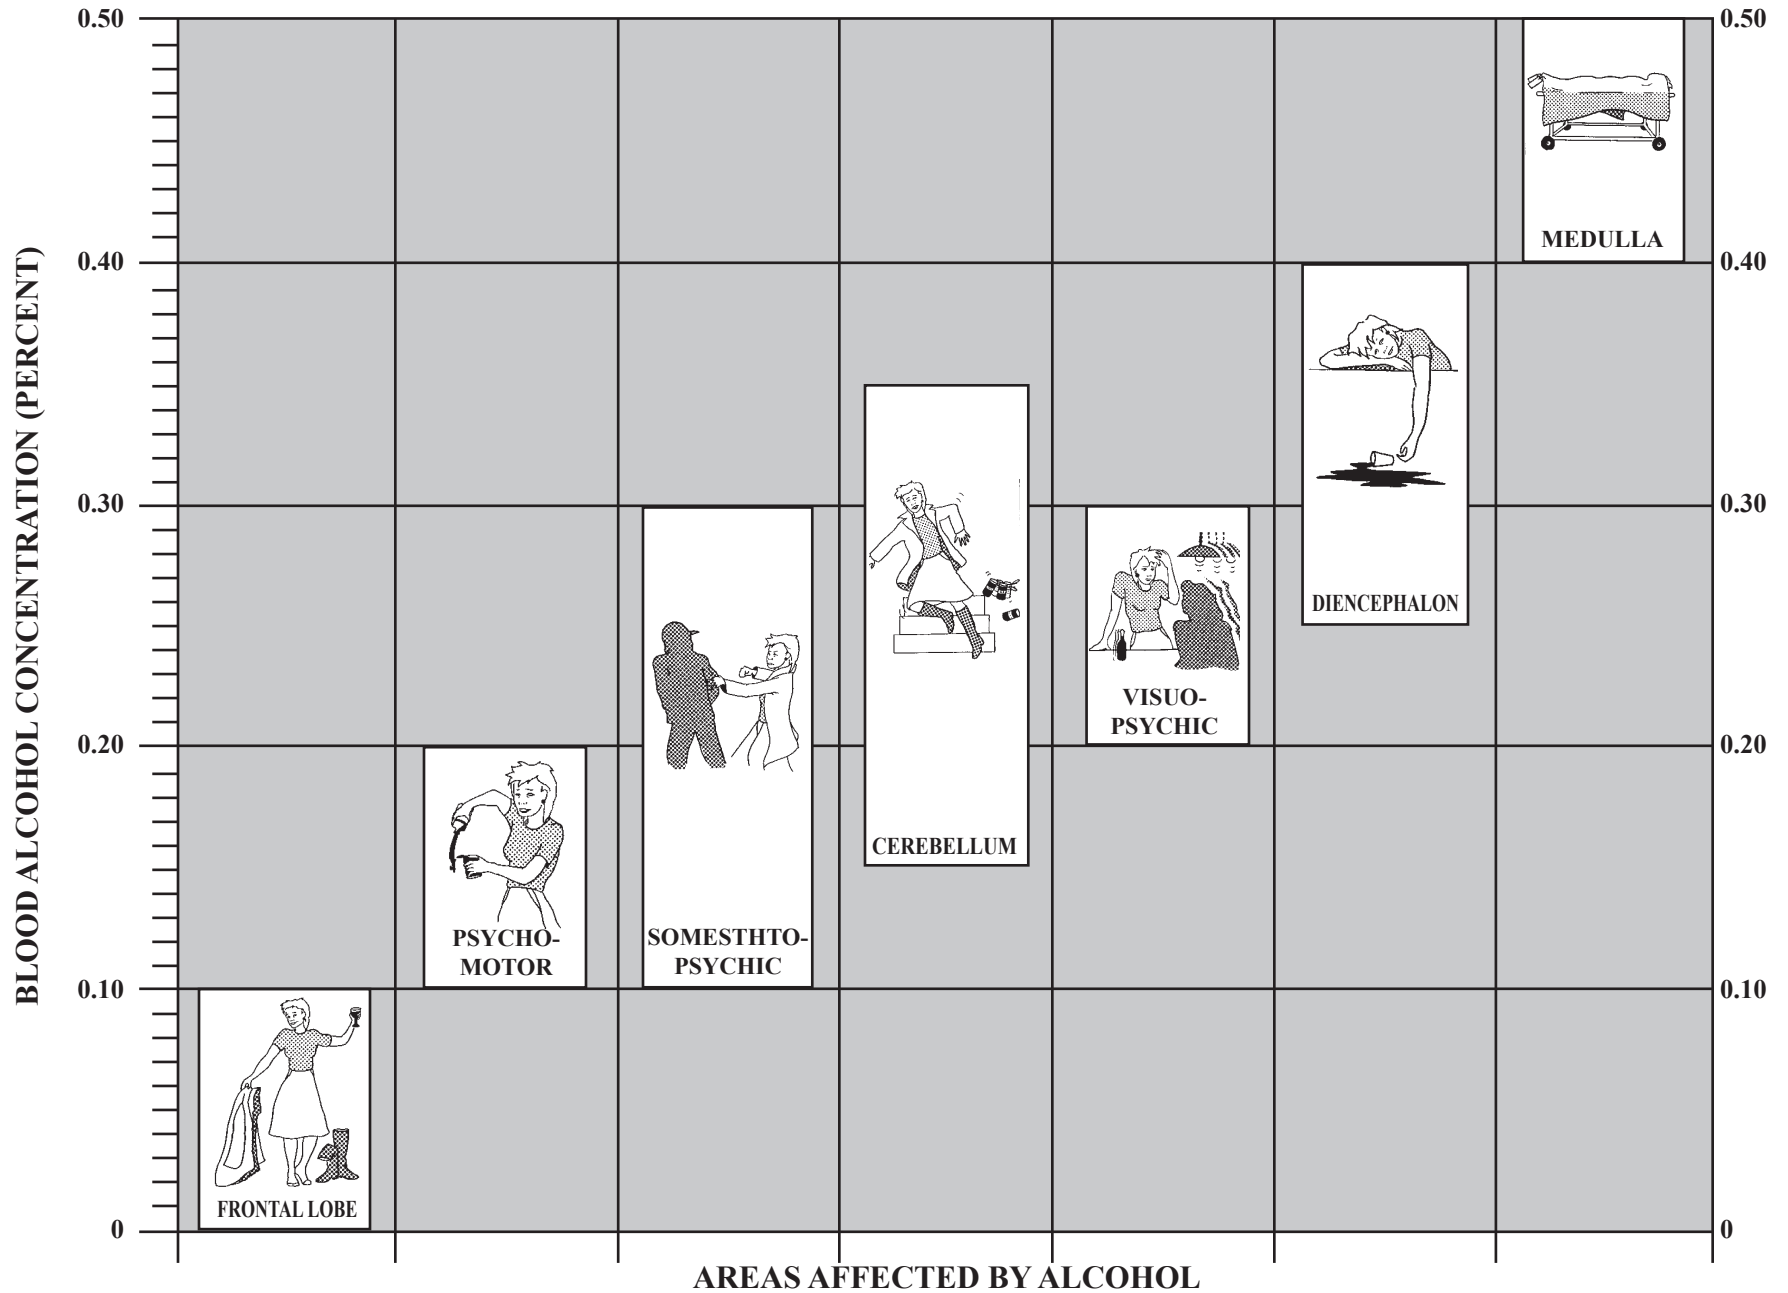 0.50
0.50
MEDULLA
0.40
0.40
DIENCEPHALON
0.30
0.30
VISUO-
PSYCHIC
0.20
0.20
CEREBELLUM
SOMESTHTO-
PSYCHIC
PSYCHO-
MOTOR
0.10
0.10
FRONTAL LOBE
0
0
BLOOD ALCOHOL CONCENTRATION (PERCENT)
AREAS AFFECTED BY ALCOHOL